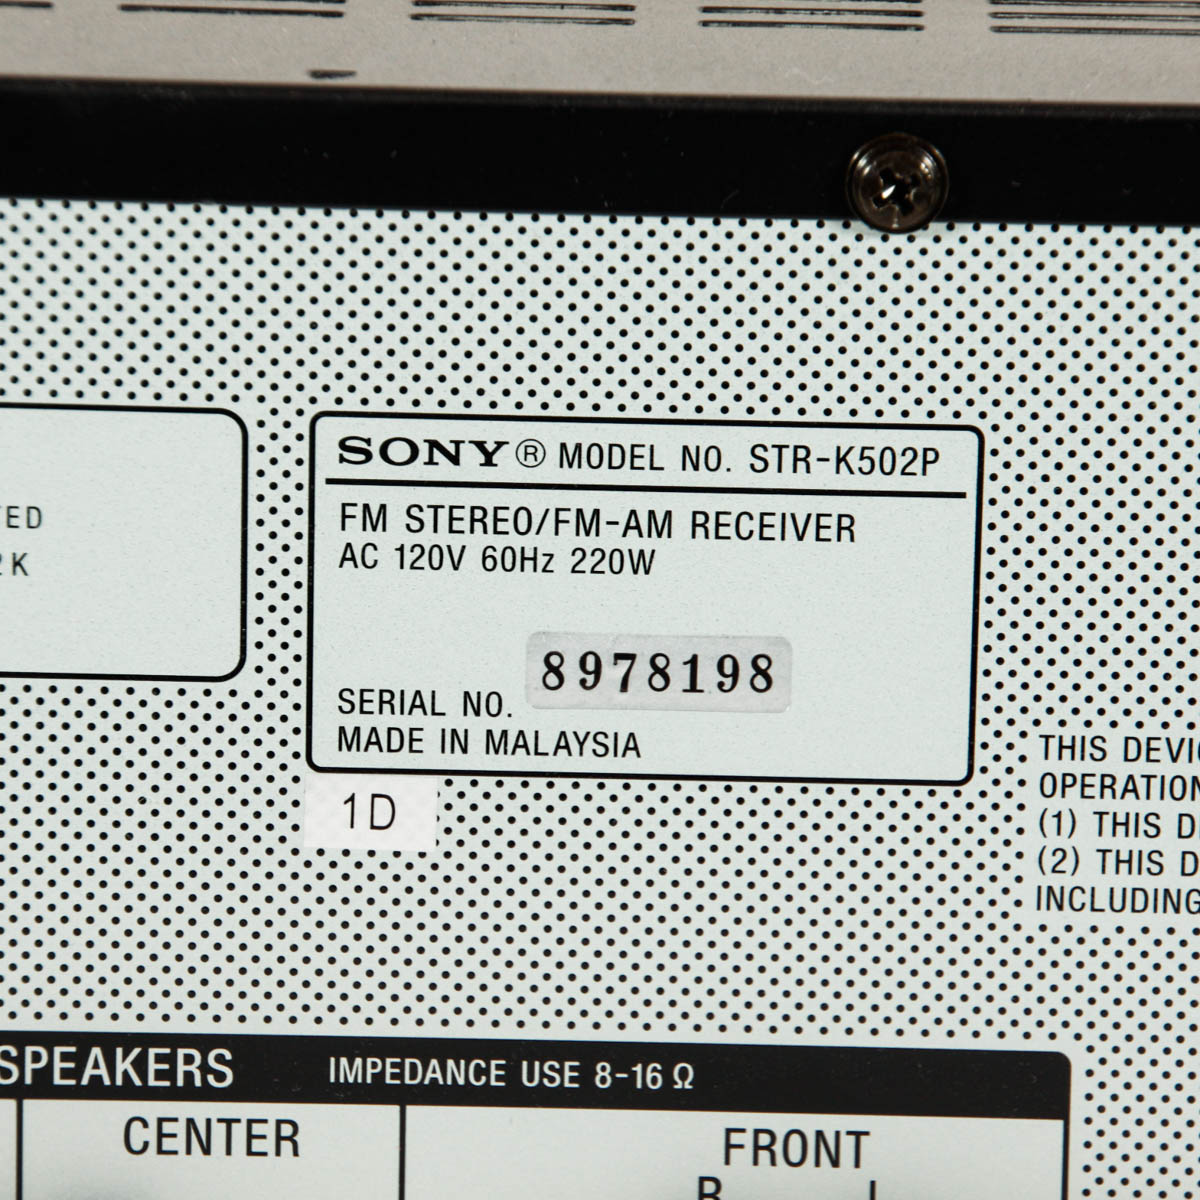 SONY® MODEL NO. STR-K502P
FM STEREO/FM-AM RECEIVER
AC 120V 60Hz 220W
SERIAL NO. 8978198
MADE IN MALAYSIA
1D
K
THIS
OPERATION
(1) THIS
(2) THIS
INCLUDING
SPEAKERS IMPEDANCE USE 8-16 Ω
CENTER
FRONT
R L